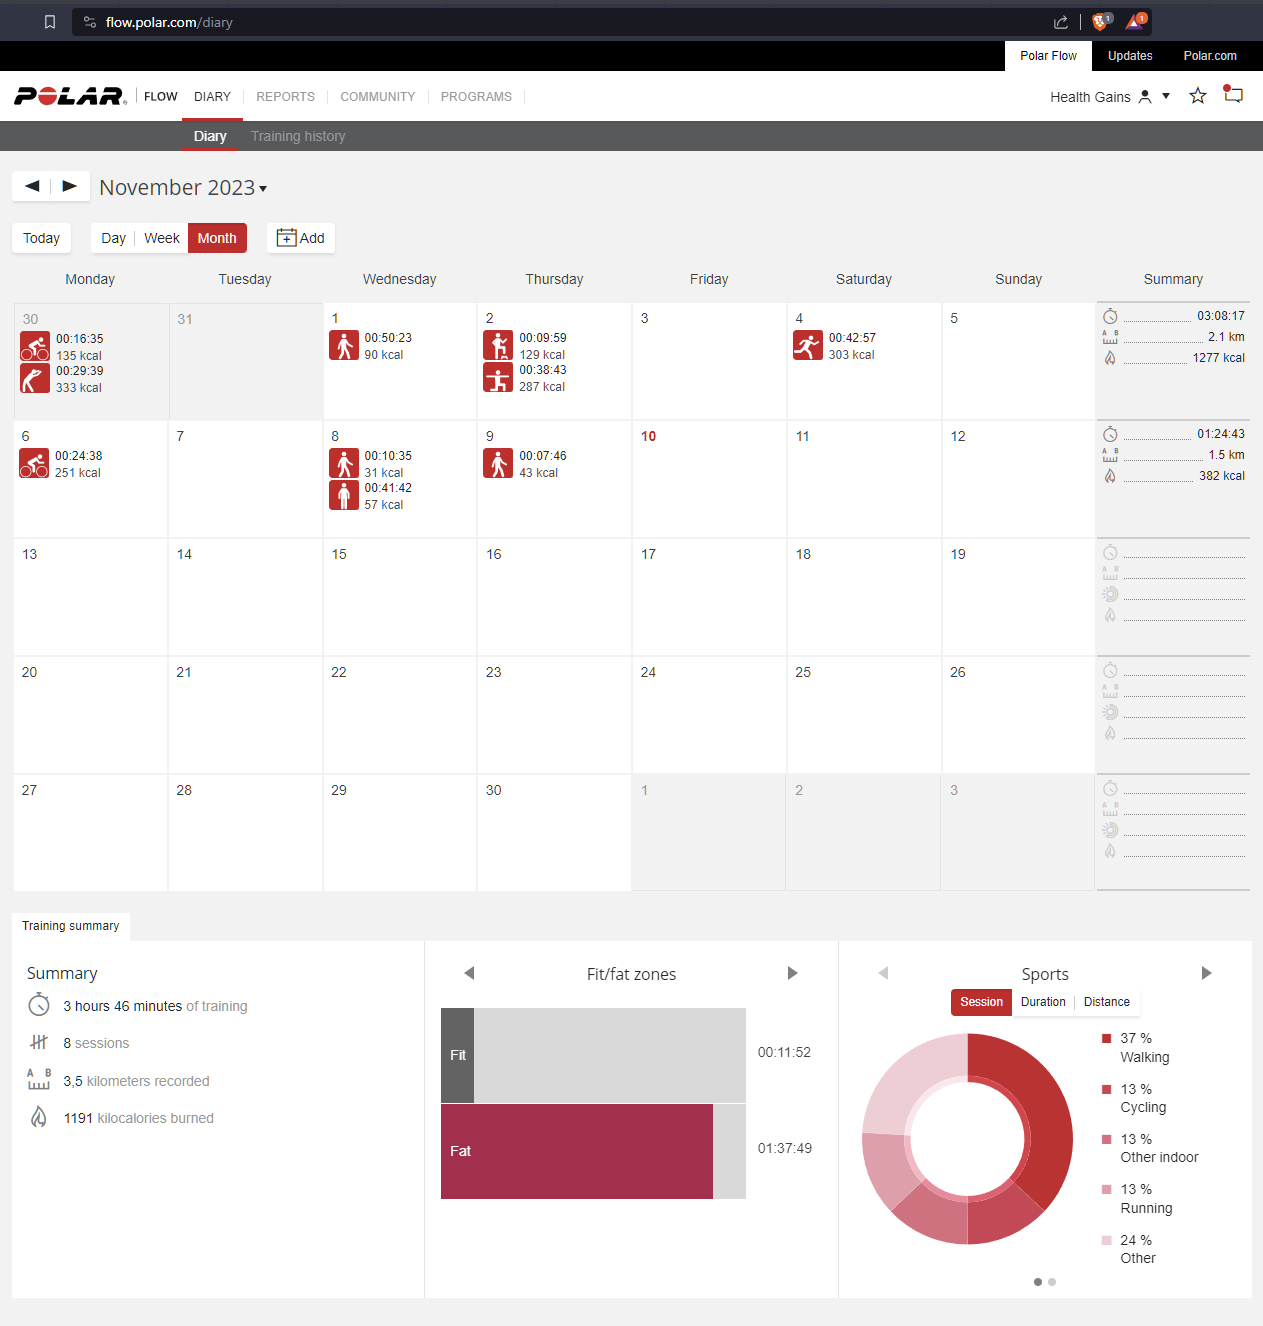 flow.polar.com/diary
1
1
Polar Flow Updates Polar.com
POLAR FLOW DIARY REPORTS COMMUNITY PROGRAMS Health Gains
Diary Training history
November 2023
Today Day Week Month Add
Monday Tuesday Wednesday Thursday Friday Saturday Sunday Summary
30
00:16:35
135 kcal
00:29:39
333 kcal
31
1
00:50:23
90 kcal
2
00:09:59
129 kcal
00:38:43
287 kcal
3
4
00:42:57
303 kcal
5
03:08:17
A B 2.1 km
1277 kcal
6
00:24:38
251 kcal
7
8
00:10:35
31 kcal
00:41:42
57 kcal
9
00:07:46
43 kcal
10
11
12
01:24:43
A B 1.5 km
382 kcal
13 14 15 16 17 18 19
A B
20 21 22 23 24 25 26
A B
27 28 29 30 1 2 3
A B
Training summary
Summary
3 hours 46 minutes of training
8 sessions
A B 3,5 kilometers recorded
1191 kilocalories burned
Fit/fat zones
Fit 00:11:52
Fat 01:37:49
Sports
Session Duration Distance
37 %
Walking
13 %
Cycling
13 %
Other indoor
13 %
Running
24 %
Other